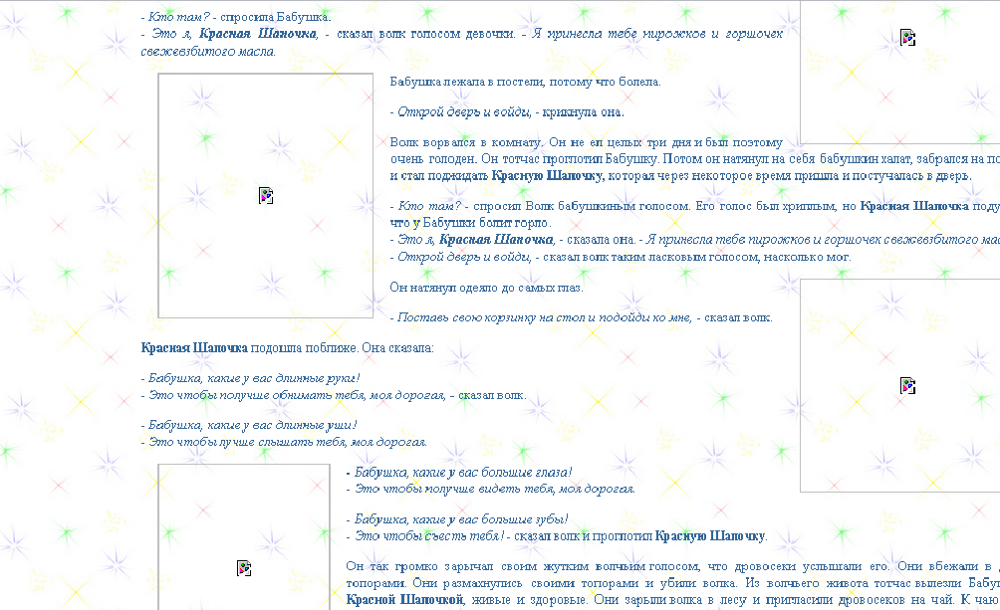 - Кто там? - спросила Бабушка.
- Это я, Красная Шапочка, - сказал волк голосом девочки. - Я принесла тебе пирожков и горшочек
свежевзбитого масла.
Бабушка лежала в постели, потому что болела.
- Открой дверь и войди, - крикнула она.
Волк ворвался в комнату. Он не ел целых три дня и был поэтому
очень голоден. Он тотчас проглотил Бабушку. Потом он натянул на себя бабушкин халат, забрался на
и стал поджидать Красную Шапочку, которая через некоторое время пришла и постучалась в дверь.
- Кто там? - спросил Волк бабушкиным голосом. Его голос был хриплым, но Красная Шапочка
что у Бабушки болит горло.
- Это я, Красная Шапочка, - сказала она. - Я принесла тебе пирожков и горшочек свежевзбитого
- Открой дверь и войди, - сказал волк таким ласковым голосом, насколько мог.
Он натянул одеяло до самых глаз.
- Поставь свою корзинку на стол и подойди ко мне, - сказал волк.
Красная Шапочка подошла поближе. Она сказала:
- Бабушка, какие у вас длинные руки!
- Это чтобы получше обнимать тебя, моя дорогая, - сказал волк.
- Бабушка, какие у вас длинные уши!
- Это чтобы лучше слышать тебя, моя дорогая.
- Бабушка, какие у вас большие глаза!
- Это чтобы получше видеть тебя, моя дорогая.
- Бабушка, какие у вас большие зубы!
- Это чтобы съесть тебя! - сказал волк и проглотил Красную Шапочку.
Он так громко зарычал своим жутким волчьим голосом, что дровосеки услышали его. Они вбежали в
топорами. Они размахнулись своими топорами и убили волка. Из волчьего живота тотчас вылезли
Красной Шапочкой, живые и здоровые. Они зарыли волка в лесу и пригласили дровосеков на чай. К чаю